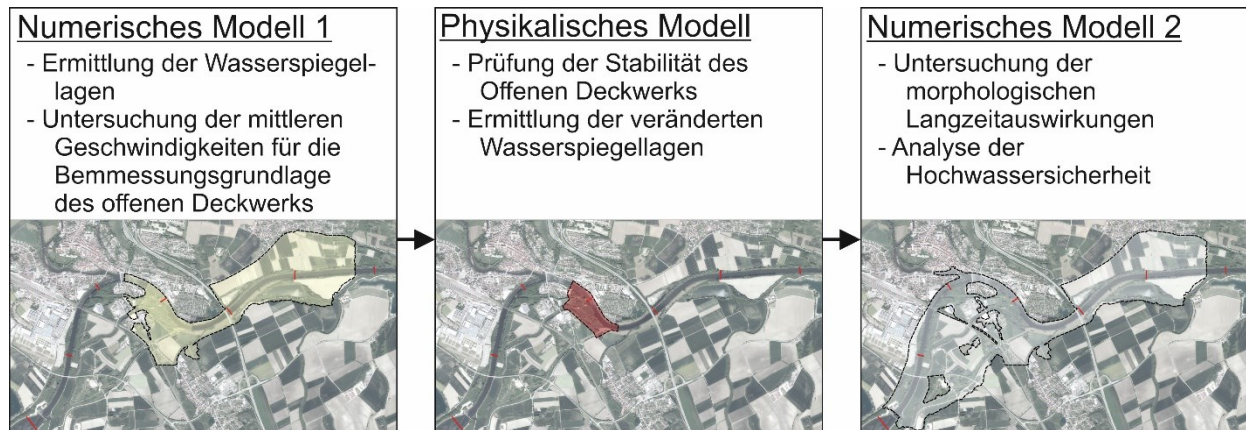 Numerisches Modell 1
- Ermittlung der Wasserspiegel-
lagen
- Untersuchung der mittleren
Geschwindigkeiten für die
Bemmessungsgrundlage
des offenen Deckwerks
Physikalisches Modell
- Prüfung der Stabilität des
Offenen Deckwerks
- Ermittlung der veränderten
Wasserspiegellagen
Numerisches Modell 2
- Untersuchung der
morphologischen
Langzeitauswirkungen
- Analyse der
Hochwassersicherheit